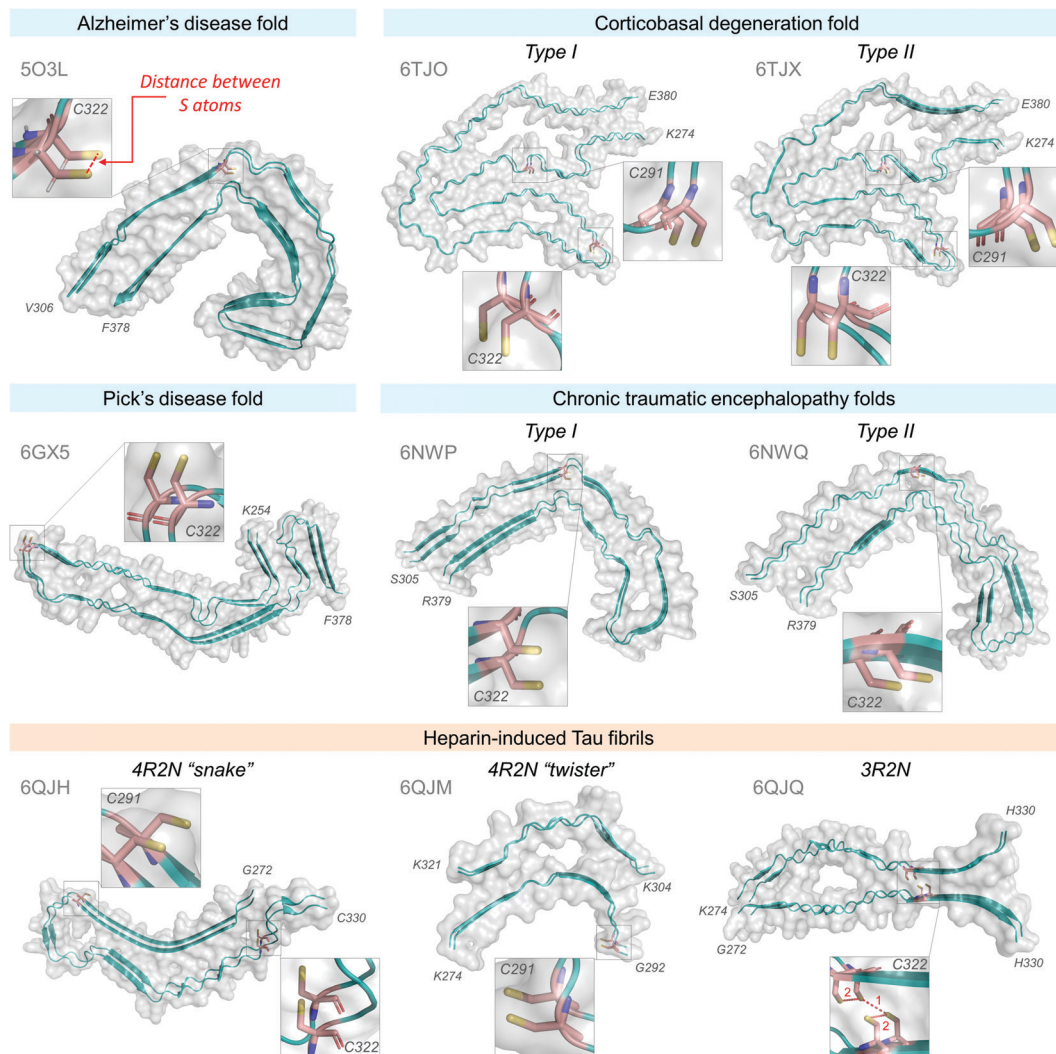 Alzheimer's disease fold
5O3L
Distance between
S atoms
C322
V306
F378
Corticobasal degeneration fold
Type I
6TJO
E380
K274
C291
C322
Type II
6TJX
E380
K274
C291
C322
Pick's disease fold
6GX5
C322
K254
F378
Chronic traumatic encephalopathy folds
Type I
6NWP
S305
R379
C322
Type II
6NWQ
S305
R379
C322
Heparin-induced Tau fibrils
4R2N "snake"
6QJH
C291
G272
C330
C322
4R2N "twister"
6QJM
K321
K304
K274
G292
C291
3R2N
6QJQ
H330
K274
G272
H330
C322
2
1
2